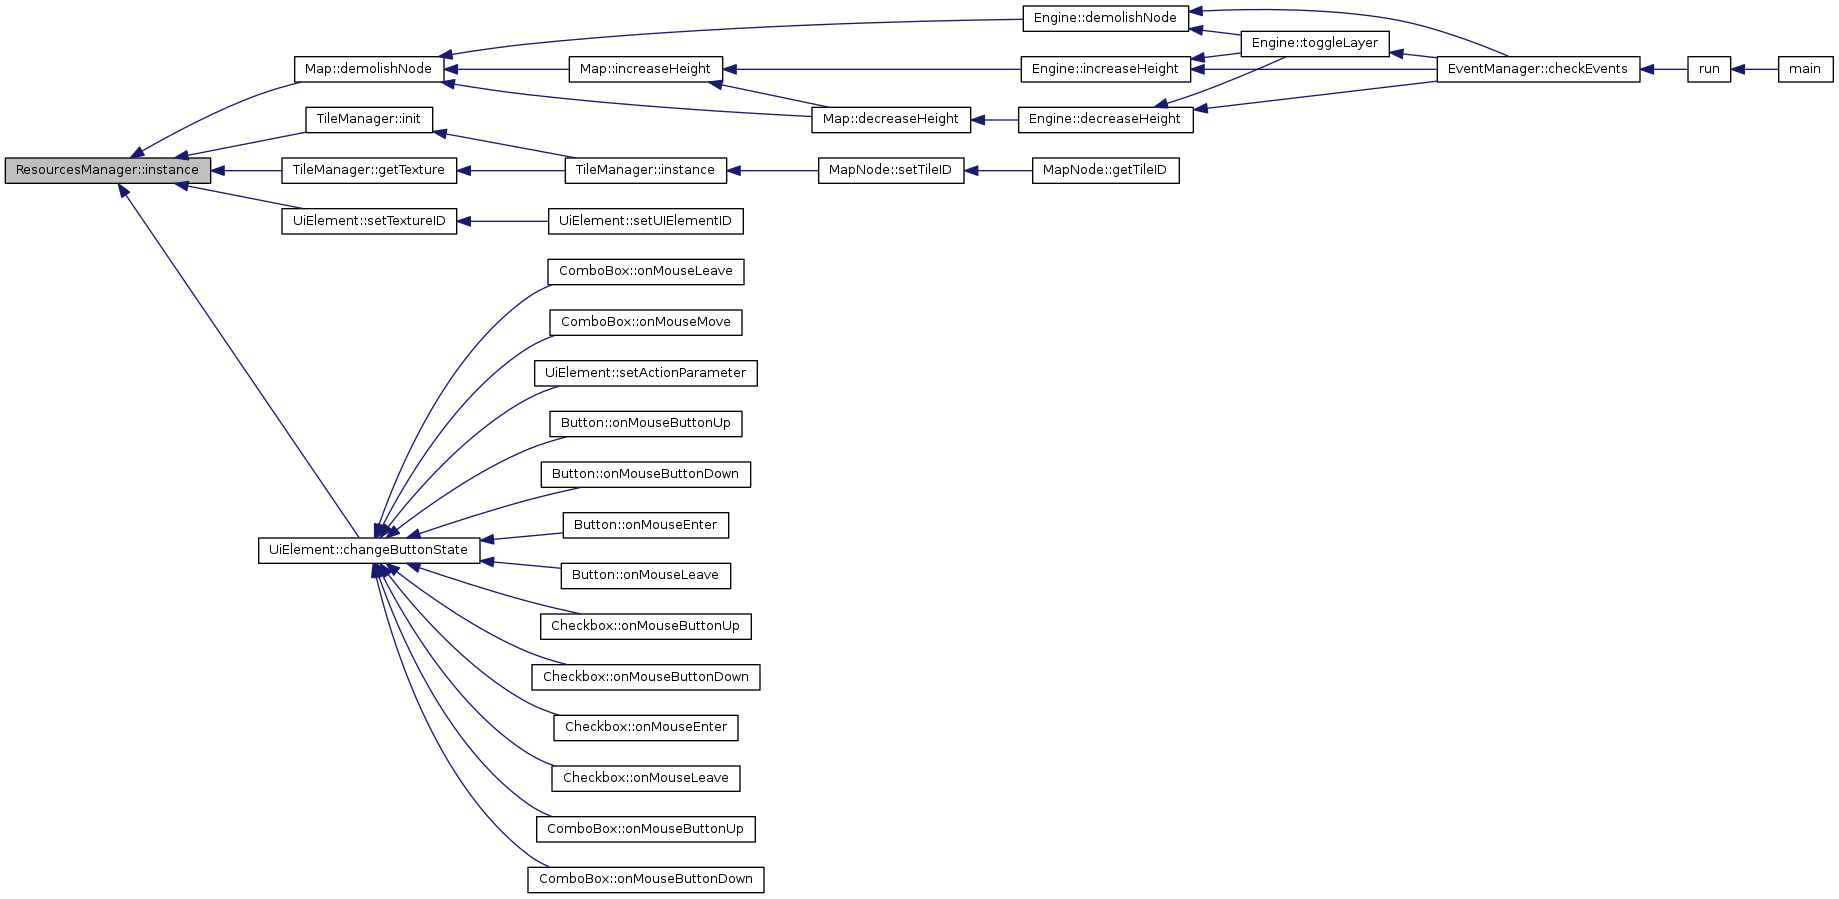 Engine::demolishNode
Engine::toggleLayer
Map::demolishNode
Map::increaseHeight
Engine::increaseHeight
EventManager::checkEvents
run
main
TileManager::init
Map::decreaseHeight
Engine::decreaseHeight
ResourcesManager::instance
TileManager::getTexture
TileManager::instance
MapNode::setTileID
MapNode::getTileID
UiElement::setTextureID
UiElement::setUIElementID
ComboBox::onMouseLeave
ComboBox::onMouseMove
UiElement::setActionParameter
Button::onMouseButtonUp
Button::onMouseButtonDown
Button::onMouseEnter
UiElement::changeButtonState
Button::onMouseLeave
Checkbox::onMouseButtonUp
Checkbox::onMouseButtonDown
Checkbox::onMouseEnter
Checkbox::onMouseLeave
ComboBox::onMouseButtonUp
ComboBox::onMouseButtonDown